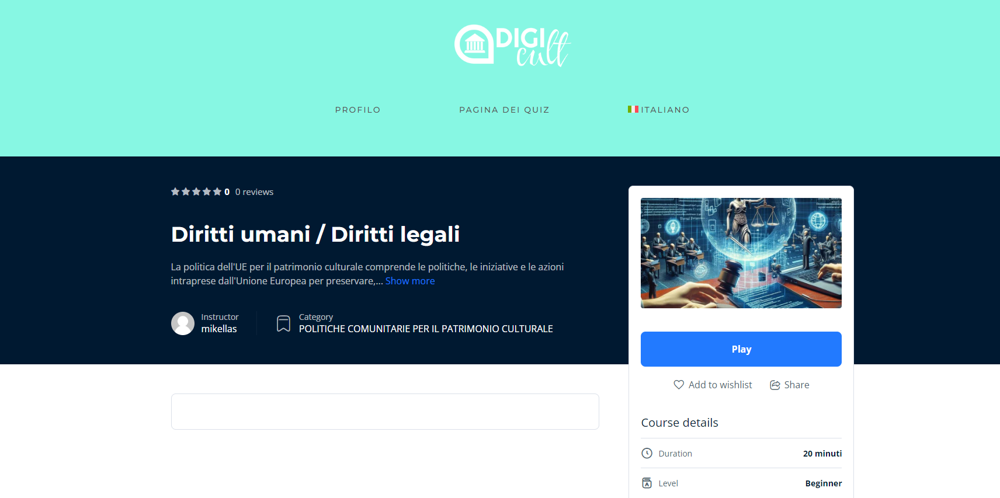 DIGI
cult
PROFILO
PAGINA DEI QUIZ
ITALIANO
0 0 reviews
Diritti umani / Diritti legali
La politica dell'UE per il patrimonio culturale comprende le politiche, le iniziative e le azioni
intraprese dall'Unione Europea per preservare,... Show more
Instructor
mikellas
Category
POLITICHE COMUNITARIE PER IL PATRIMONIO CULTURALE
Play
Add to wishlist
Share
Course details
Duration
20 minuti
Level
Beginner